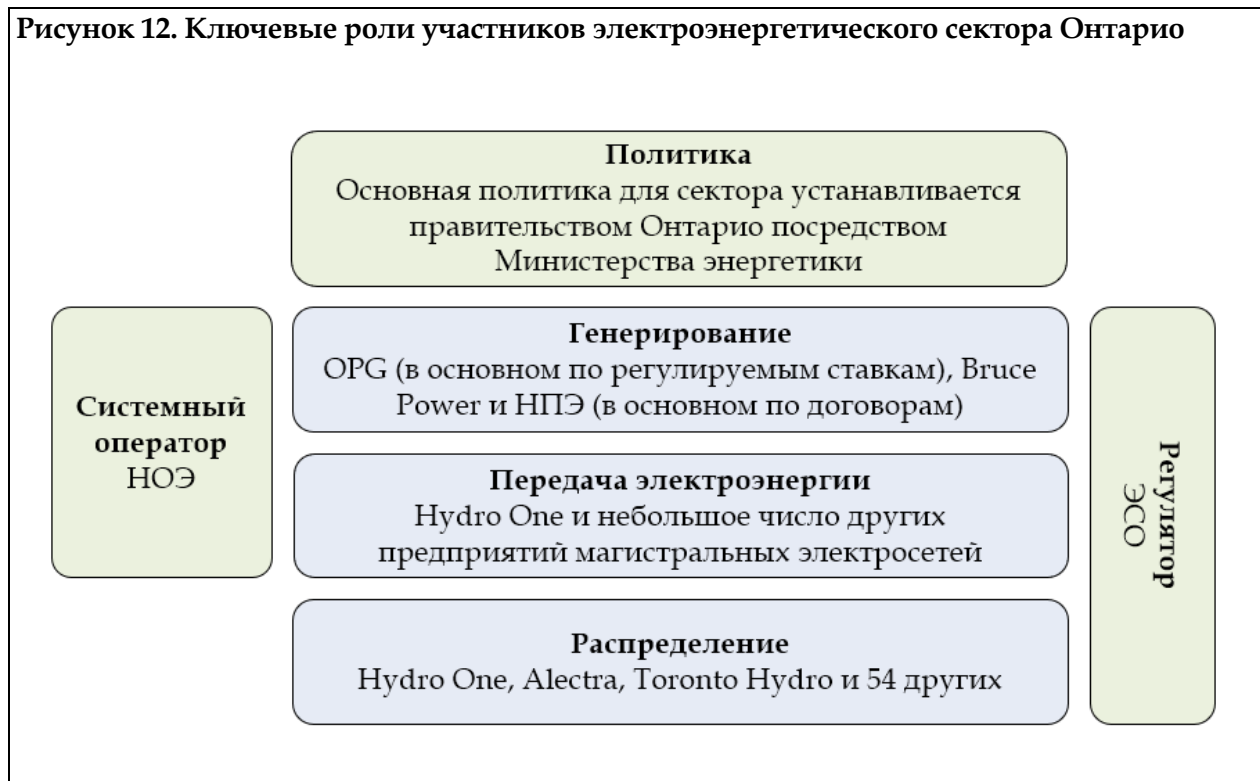 Рисунок 12. Ключевые роли участников электроэнергетического сектора Онтарио
Политика
Основная политика для сектора устанавливается
правительством Онтарио посредством
Министерства энергетики
Системный
оператор
НОЭ
Генерирование
OPG (в основном по регулируемым ставкам), Bruce
Power и НПЭ (в основном по договорам)
Передача электроэнергии
Hydro One и небольшое число других
предприятий магистральных электросетей
Распределение
Hydro One, Alectra, Toronto Hydro и 54 других
Регулятор
ЭСО